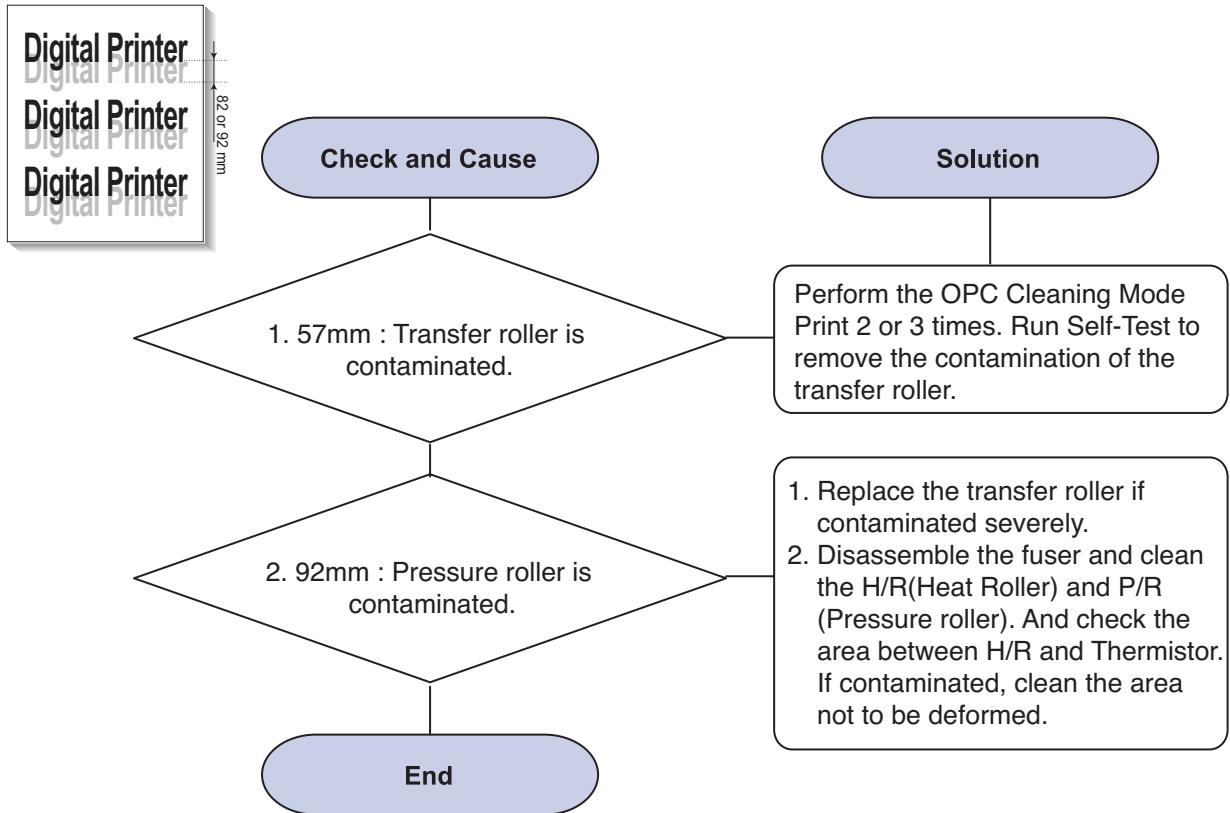 Digital Printer
Digital Printer
Digital Printer
Digital Printer
Digital Printer
Digital Printer
82 or 92 mm
Check and Cause
Solution
1. 57mm : Transfer roller is
contaminated.
Perform the OPC Cleaning Mode
Print 2 or 3 times. Run Self-Test to
remove the contamination of the
transfer roller.
2. 92mm : Pressure roller is
contaminated.
1. Replace the transfer roller if
contaminated severely.
2. Disassemble the fuser and clean
the H/R(Heat Roller) and P/R
(Pressure roller). And check the
area between H/R and Thermistor.
If contaminated, clean the area
not to be deformed.
End